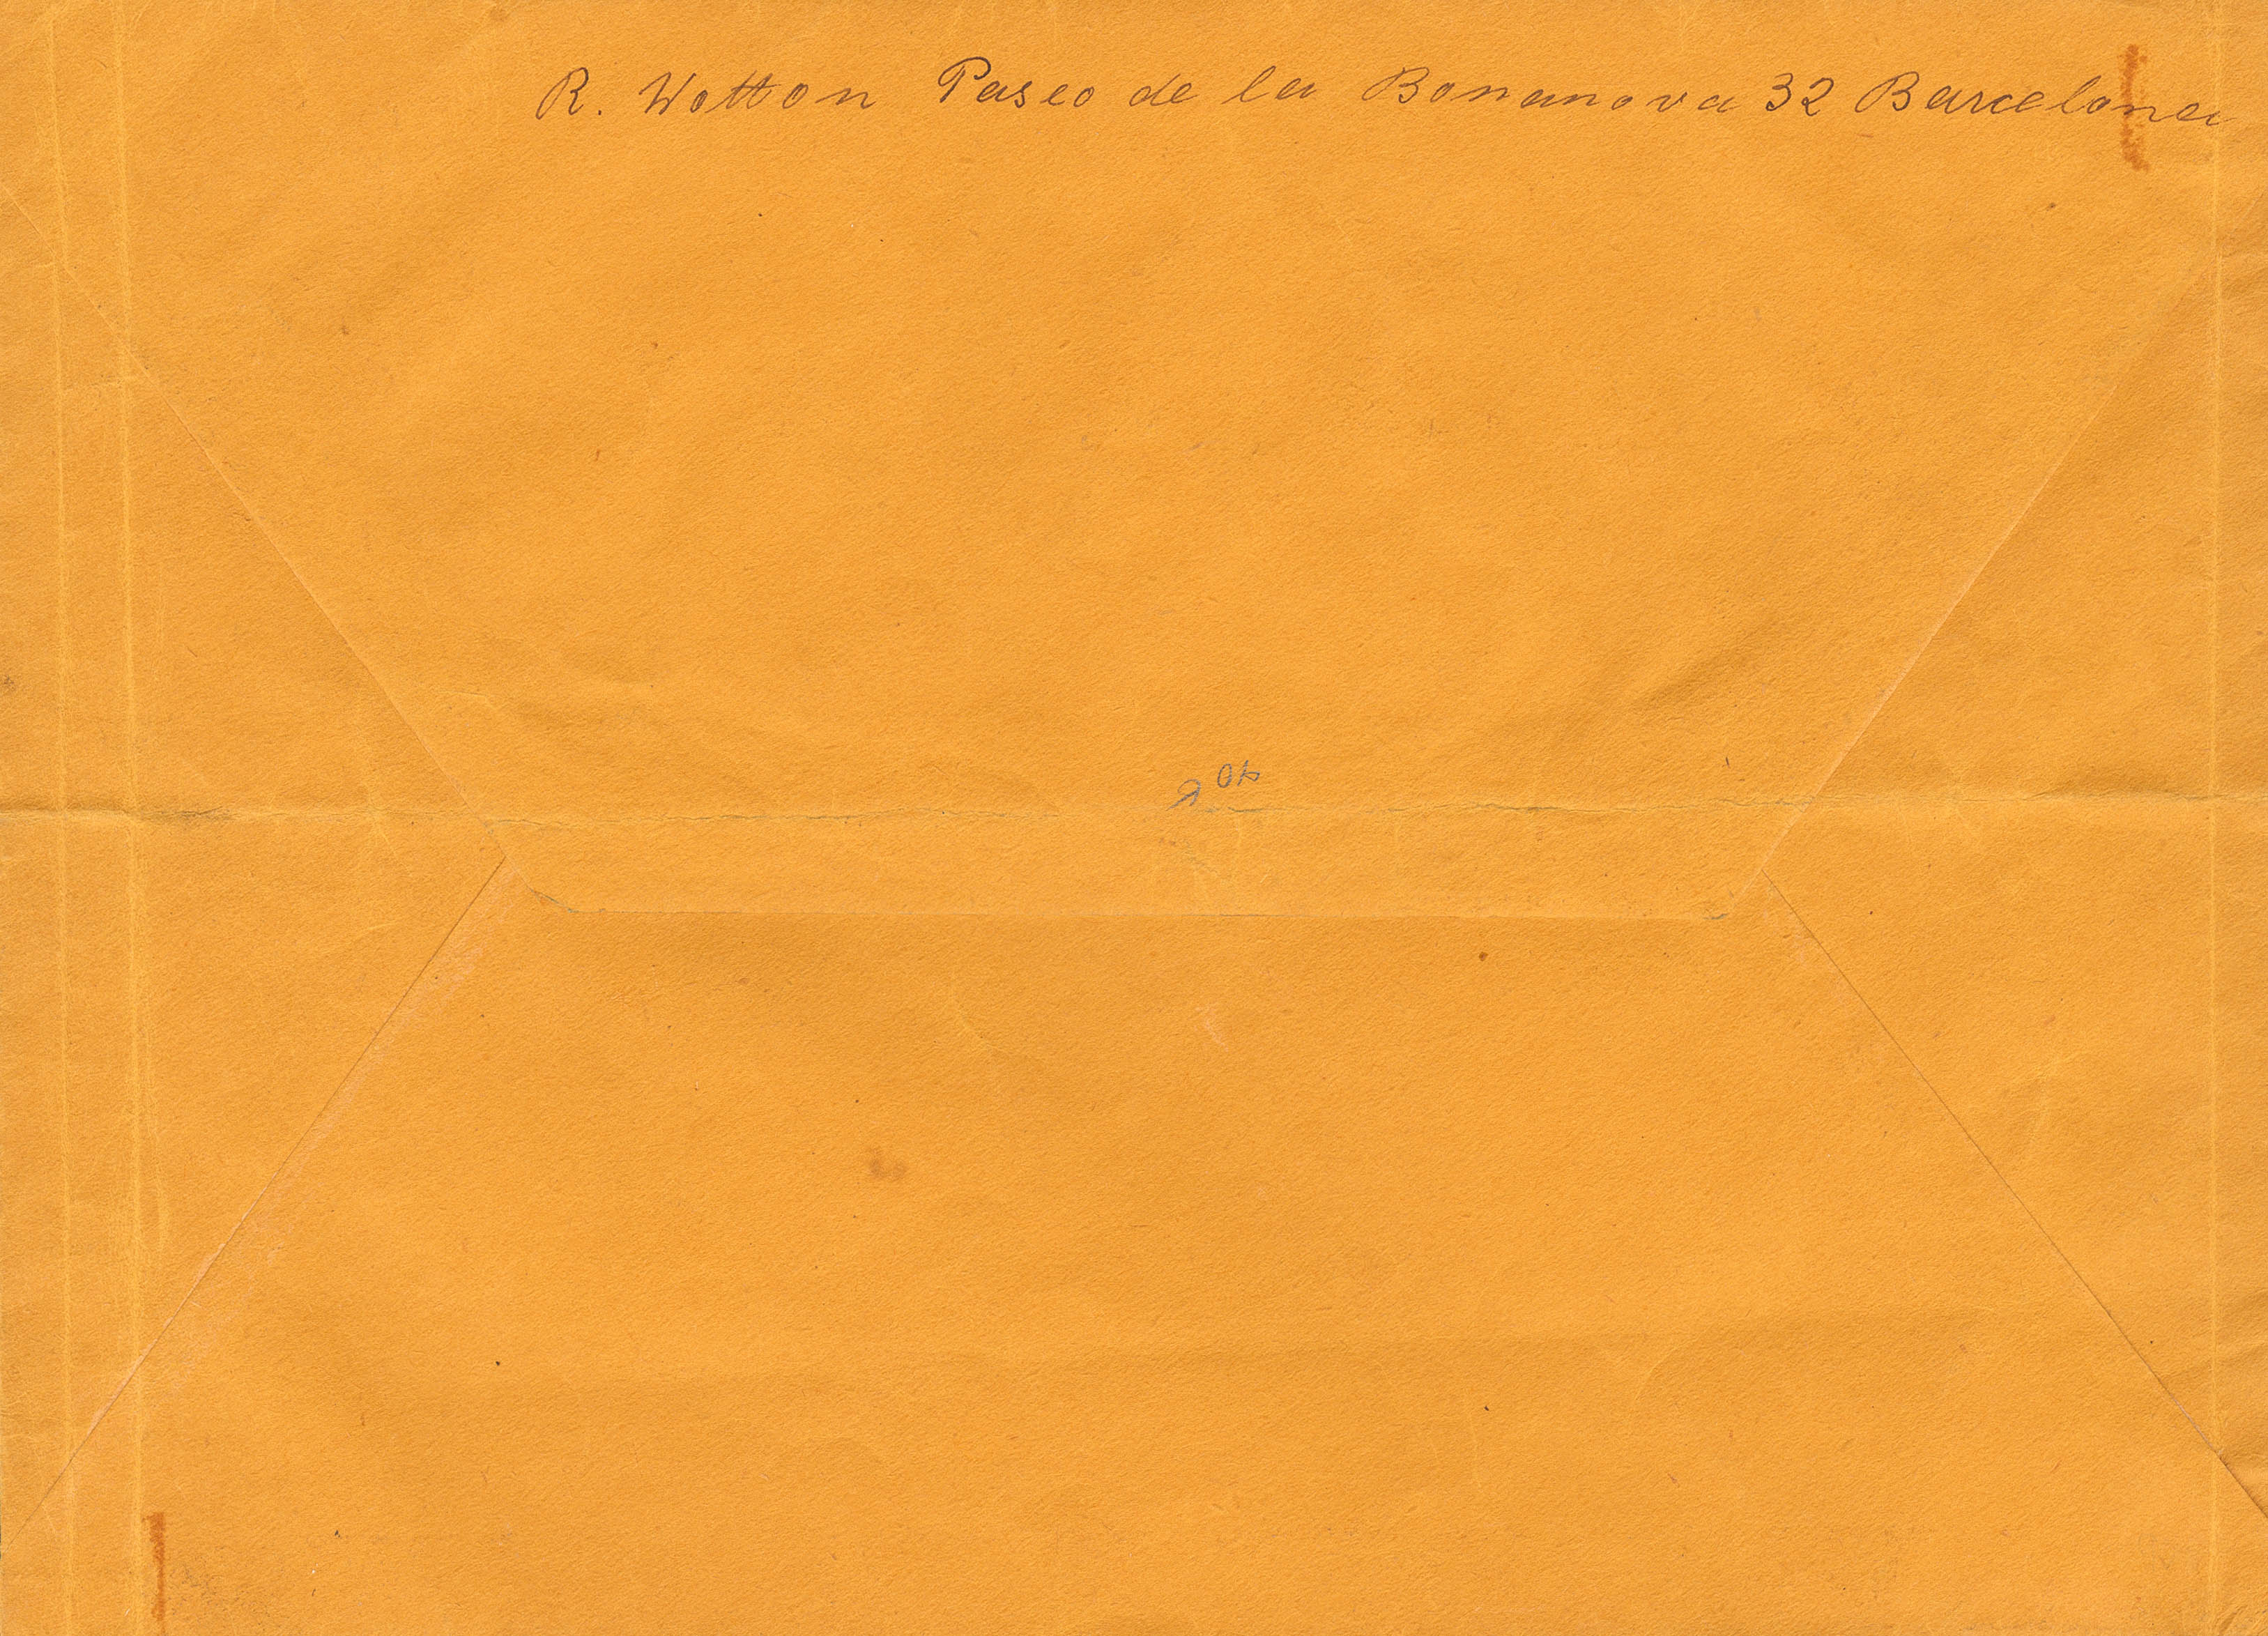 R. Wotton Paseo de la Bonanova 32 Barcelona